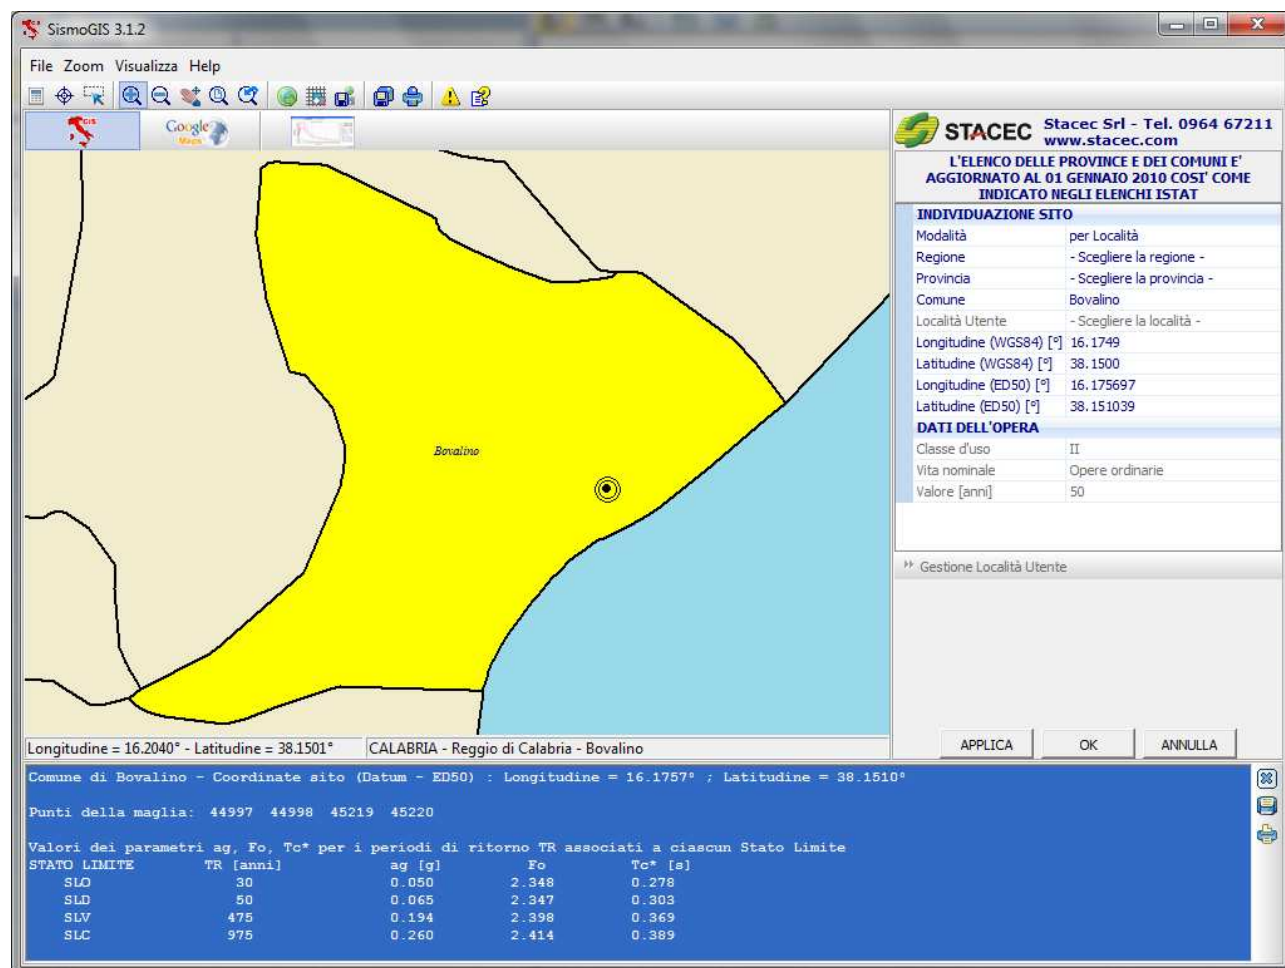 SismoGIS 3.1.2
File Zoom Visualizza Help
GIS
Google
Maps
STACEC
Stacec Srl - Tel. 0964 67211
www.stacec.com
L'ELENCO DELLE PROVINCE E DEI COMUNI E'
AGGIORNATO AL 01 GENNAIO 2010 COSI' COME
INDICATO NEGLI ELENCHI ISTAT
INDIVIDUAZIONE SITO
Modalità per Località
Regione - Scegliere la regione -
Provincia - Scegliere la provincia -
Comune Bovalino
Località Utente - Scegliere la località -
Longitudine (WGS84) [°] 16.1749
Latitudine (WGS84) [°] 38.1500
Longitudine (ED50) [°] 16.175697
Latitudine (ED50) [°] 38.151039
DATI DELL'OPERA
Classe d'uso II
Vita nominale Opere ordinarie
Valore [anni] 50
Gestione Località Utente
Bovalino
APPLICA OK ANNULLA
Longitudine = 16.2040° - Latitudine = 38.1501° CALABRIA - Reggio di Calabria - Bovalino
Comune di Bovalino - Coordinate sito (Datum - ED50) : Longitudine = 16.1757° ; Latitudine = 38.1510°
Punti della maglia: 44997 44998 45219 45220
Valori dei parametri ag, Fo, Tc* per i periodi di ritorno TR associati a ciascun Stato Limite
STATO LIMITE TR [anni] ag [g] Fo Tc* [s]
SLO 30 0.050 2.348 0.278
SLD 50 0.065 2.347 0.303
SLV 475 0.194 2.398 0.369
SLC 975 0.260 2.414 0.389